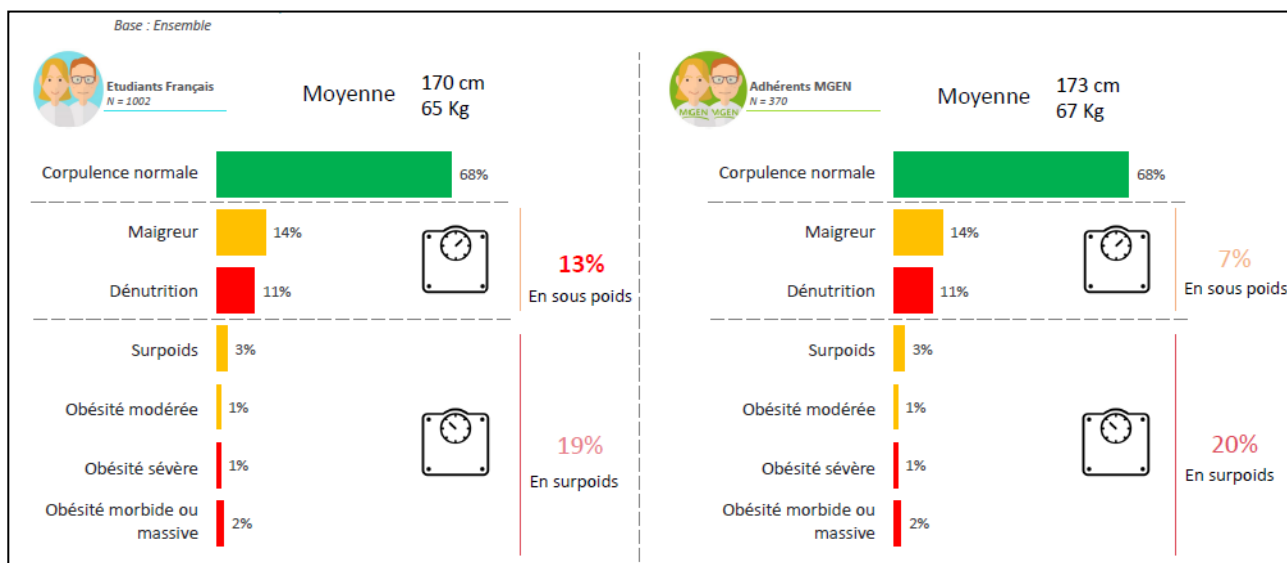 Base : Ensemble
Etudiants Français
N = 1002
Moyenne
170 cm
65 Kg
Corpulence normale
68%
Maigreur
14%
Dénutrition
11%
13%
En sous poids
Surpoids
3%
Obésité modérée
1%
Obésité sévère
1%
Obésité morbide ou
massive
2%
19%
En surpoids
MGEN MGEN
Adhérents MGEN
N = 370
Moyenne
173 cm
67 Kg
Corpulence normale
68%
Maigreur
14%
Dénutrition
11%
7%
En sous poids
Surpoids
3%
Obésité modérée
1%
Obésité sévère
1%
Obésité morbide ou
massive
2%
20%
En surpoids